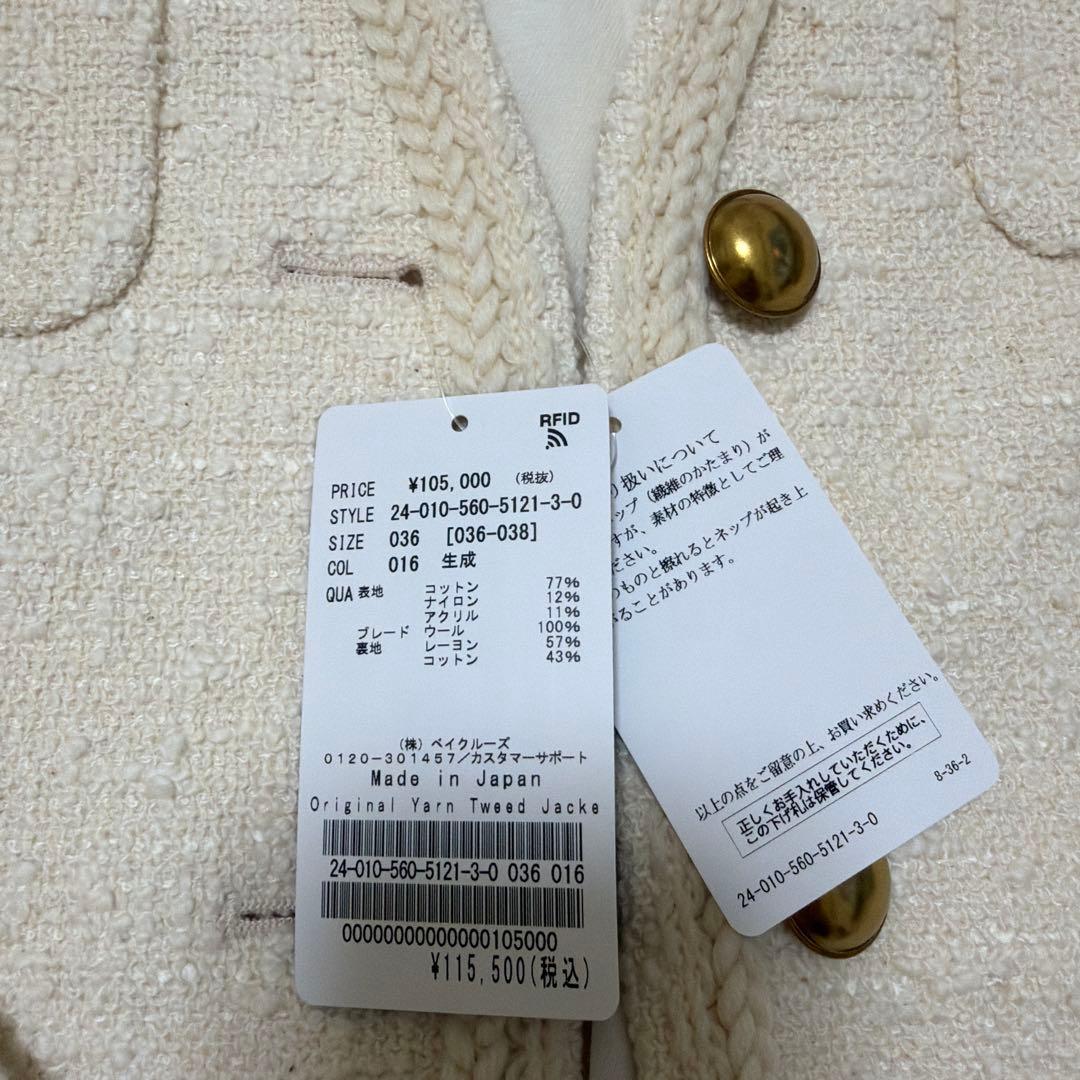 RFID
PRICE ¥105,000 (税抜)
STYLE 24-010-560-5121-3-0
SIZE 036 [036-038]
COL 016 生成
QUA 表地 コットン 77%
ナイロン 12%
アクリル 11%
ブレード ウール 100%
裏地 レーヨン 57%
コットン 43%
(株) ベイクルーズ
0120-301457/カスタマーサポート
Made in Japan
Original Yarn Tweed Jacke
24-010-560-5121-3-0 036 016
00000000000000105000
¥115,500(税込)
扱いについて
ップ (繊維のかたまり) が
すが、素材の特徴としてご理
ださい。
のものと擦れるとネップが起き上
ることがあります。
以上の点をご留意の上、お買い求めください。
正しくお手入れしていただくために、
この下げ札は保管してください。
8-36-2
24-010-560-5121-3-0